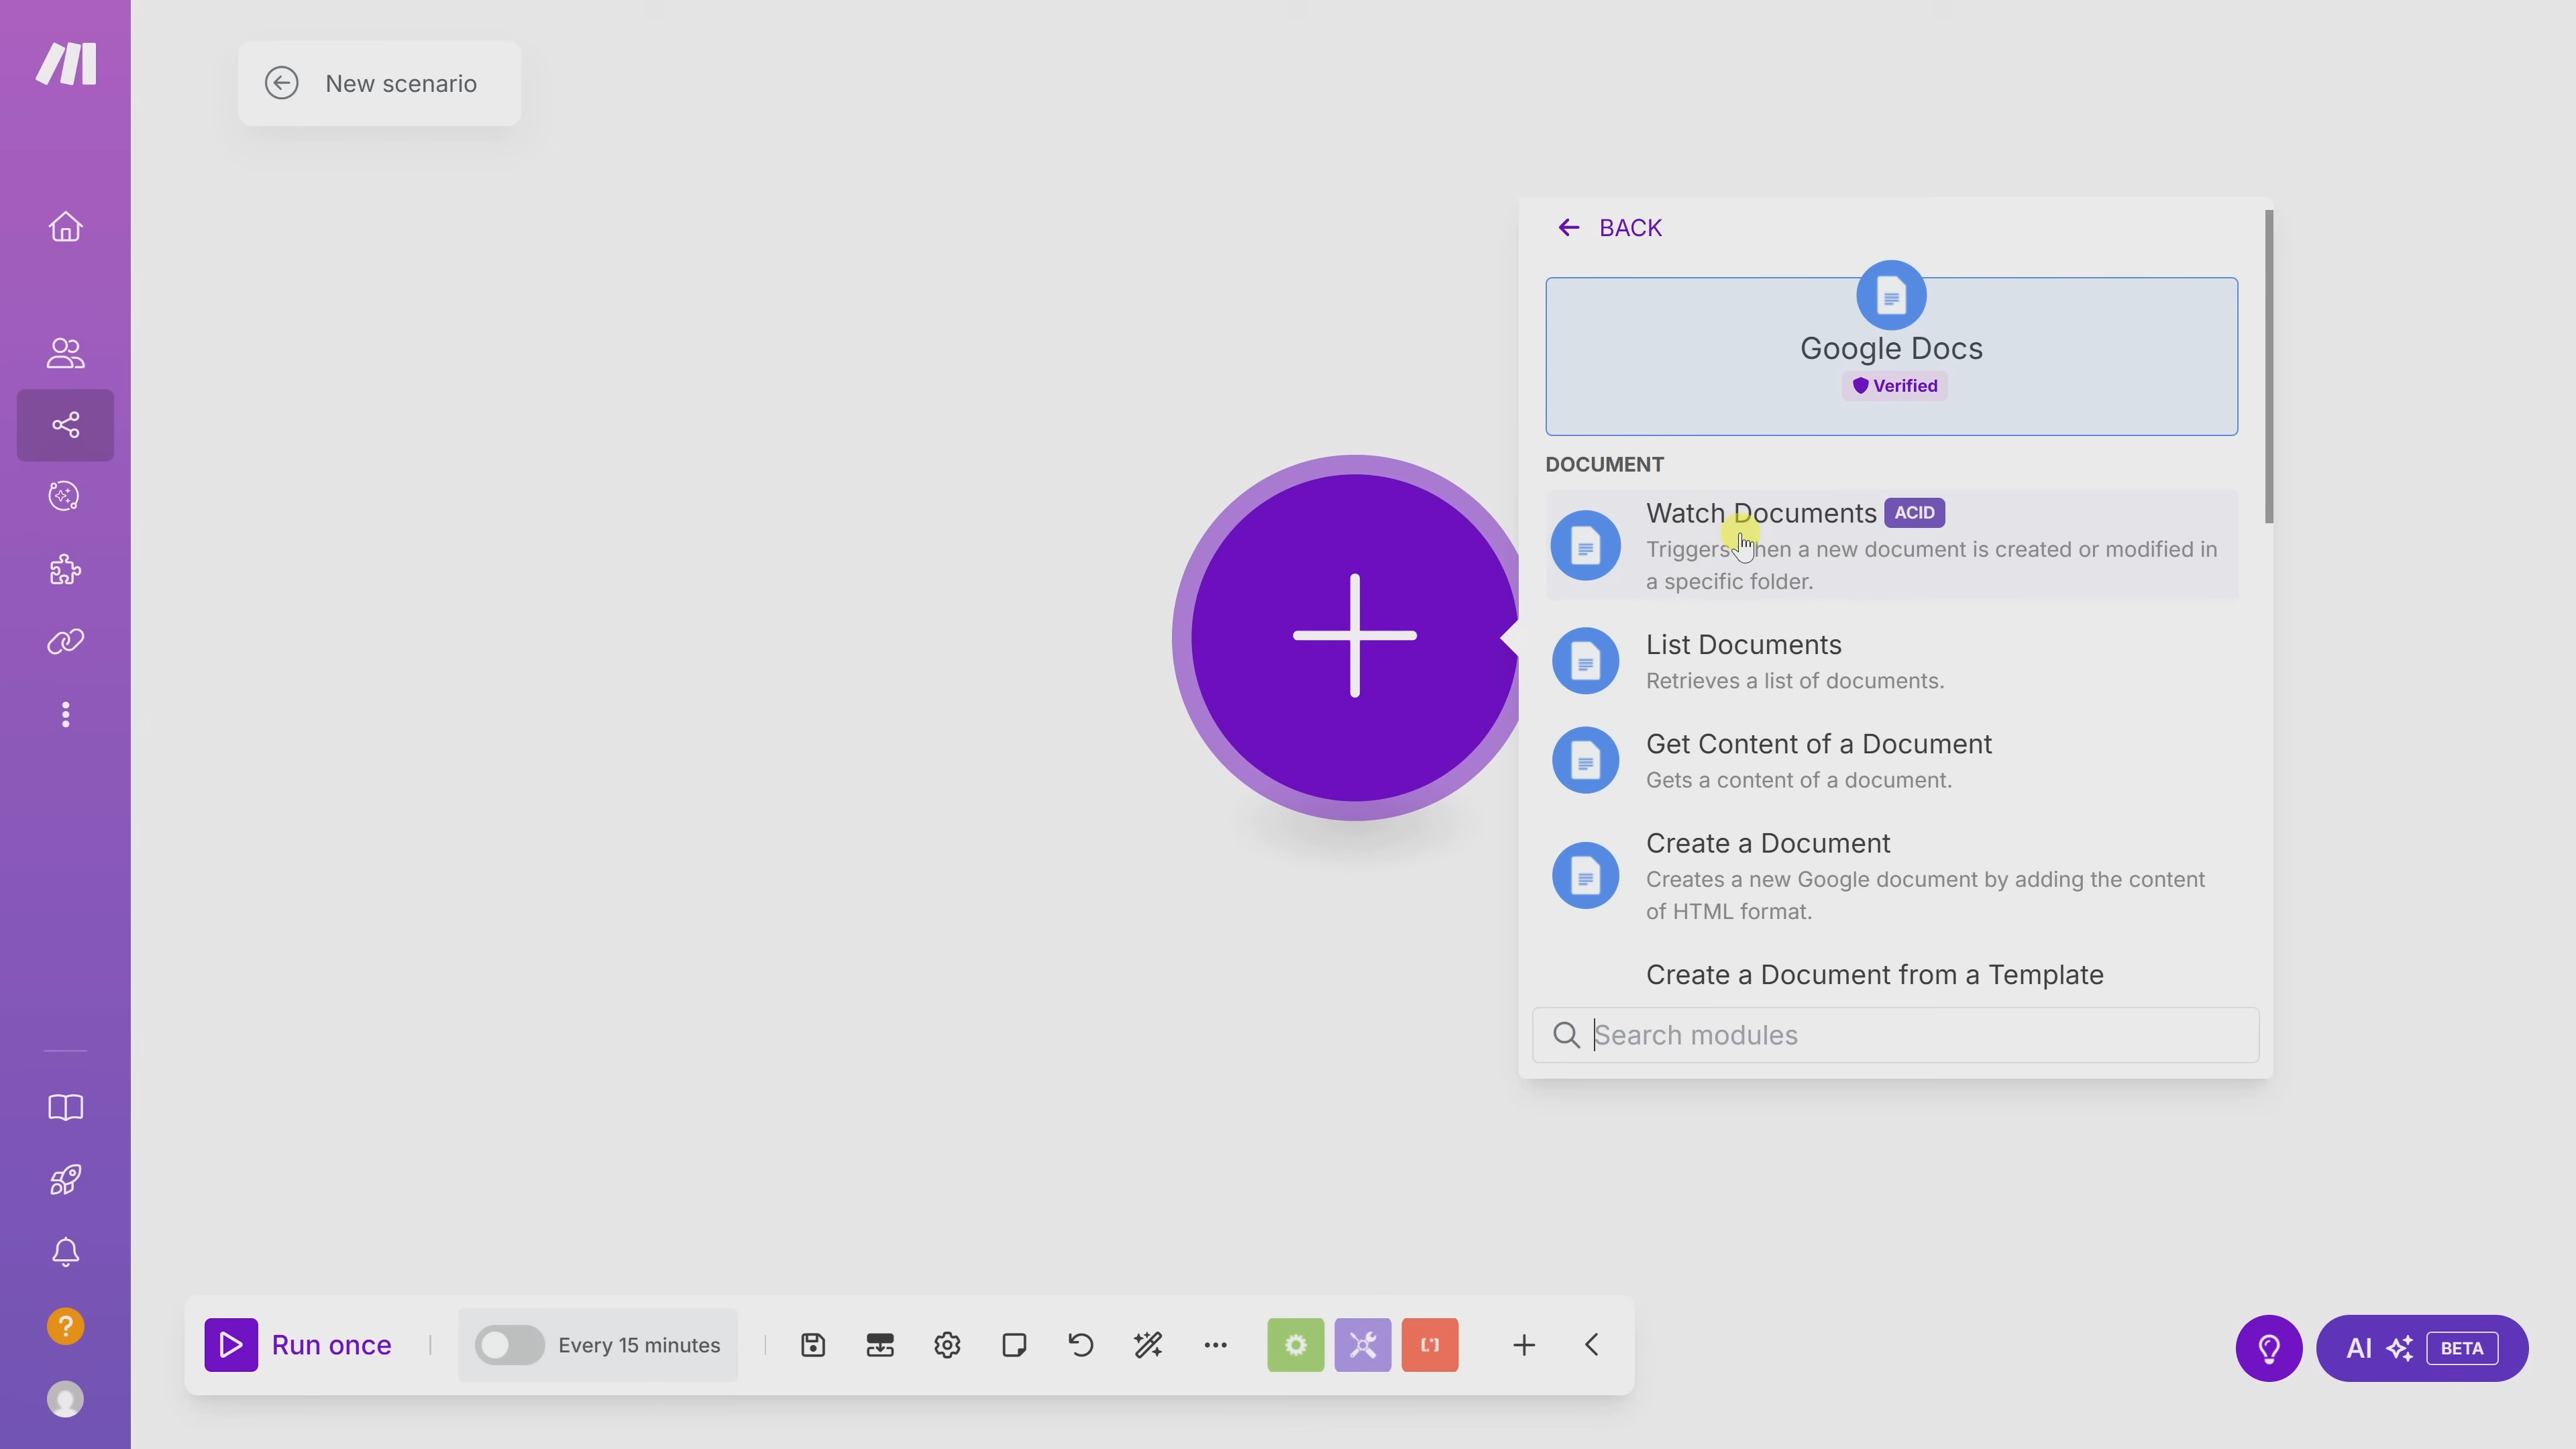 New scenario
BACK
Google Docs
Verified
DOCUMENT
Watch Documents ACID
Triggers when a new document is created or modified in
a specific folder.
List Documents
Retrieves a list of documents.
Get Content of a Document
Gets a content of a document.
Create a Document
Creates a new Google document by adding the content
of HTML format.
Create a Document from a Template
Search modules
Run once
Every 15 minutes
AI BETA